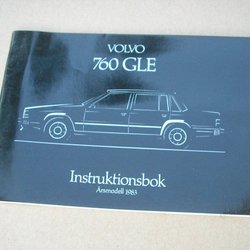 VOLVO
760 GLE
Instruktionsbok
Årsmodell 1983